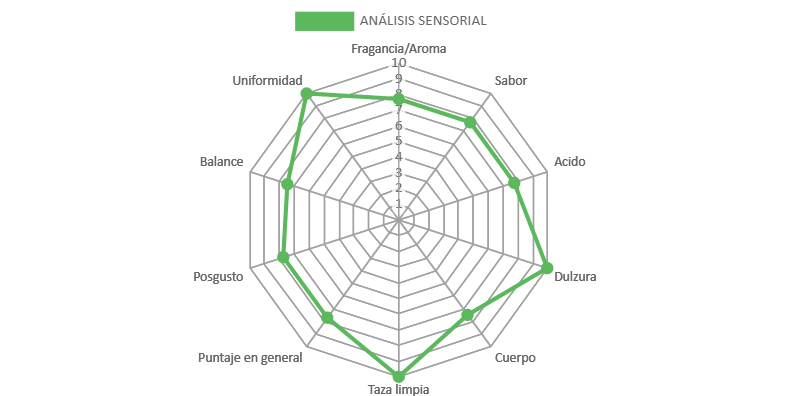 ANÁLISIS SENSORIAL
Fragancia/Aroma
10
9
8
7
6
5
4
3
2
1
Uniformidad
Sabor
Balance
Acido
Posgusto
Dulzura
Puntaje en general
Cuerpo
Taza limpia